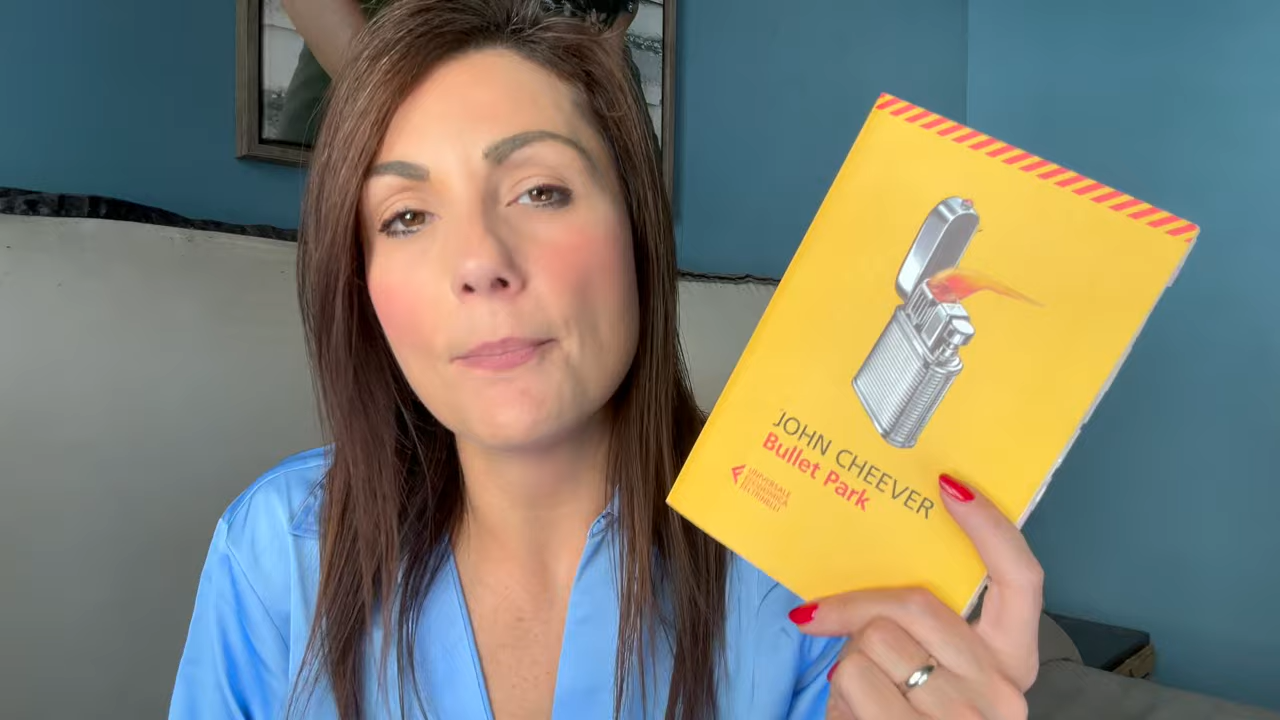 JOHN CHEEVER
Bullet Park
UNIVERSALE
ECONOMICA
FELTRINELLI